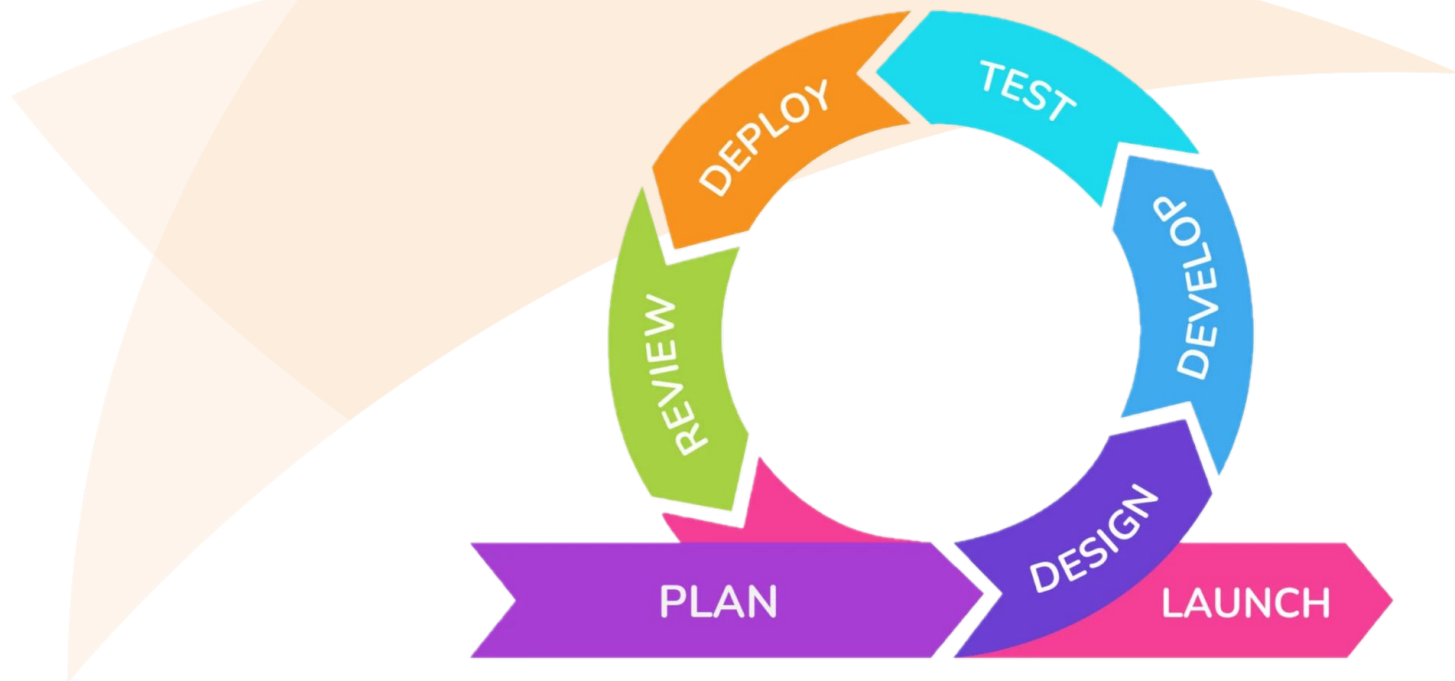 PLAN
DESIGN
DEVELOP
TEST
DEPLOY
REVIEW
LAUNCH